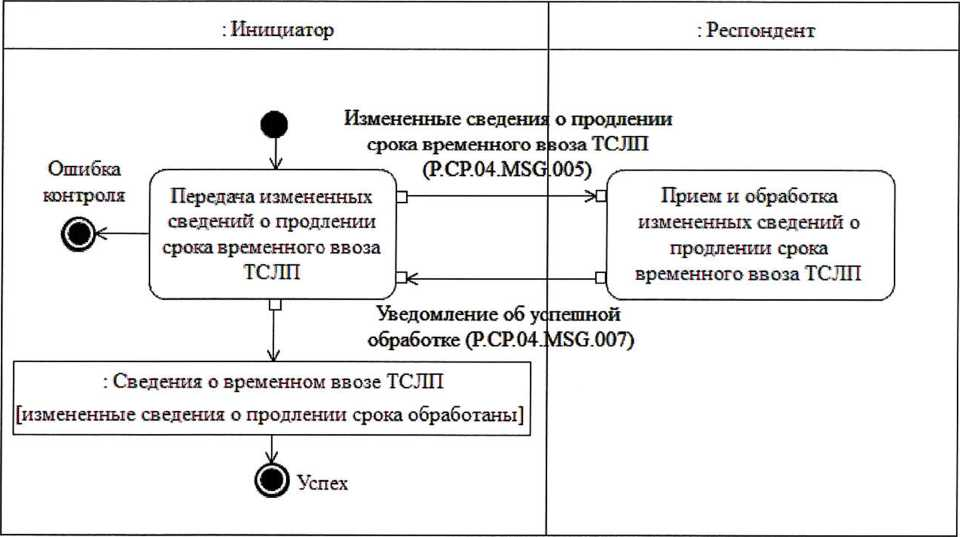 : Инициатор
: Респондент
Измененные сведения о продлении
срока временного ввоза ТСЛП
(P.CP.04.MSG.005)
Ошибка
контроля
Передача измененных
сведений о продлении
срока временного ввоза
ТСЛП
Прием и обработка
измененных сведений о
продлении срока
временного ввоза ТСЛП
Уведомление об успешной
обработке (P.CP.04.MSG.007)
: Сведения о временном ввозе ТСЛП
[измененные сведения о продлении срока обработаны]
Успех